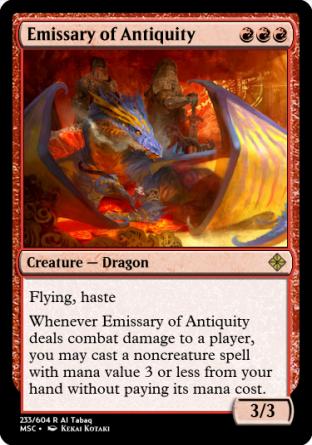 Emissary of Antiquity
Creature — Dragon
Flying, haste
Whenever Emissary of Antiquity
deals combat damage to a player,
you may cast a noncreature spell
with mana value 3 or less from your
hand without paying its mana cost.
3/3
233/604 R Al Tabaq
MSC • Kekai Kotaki